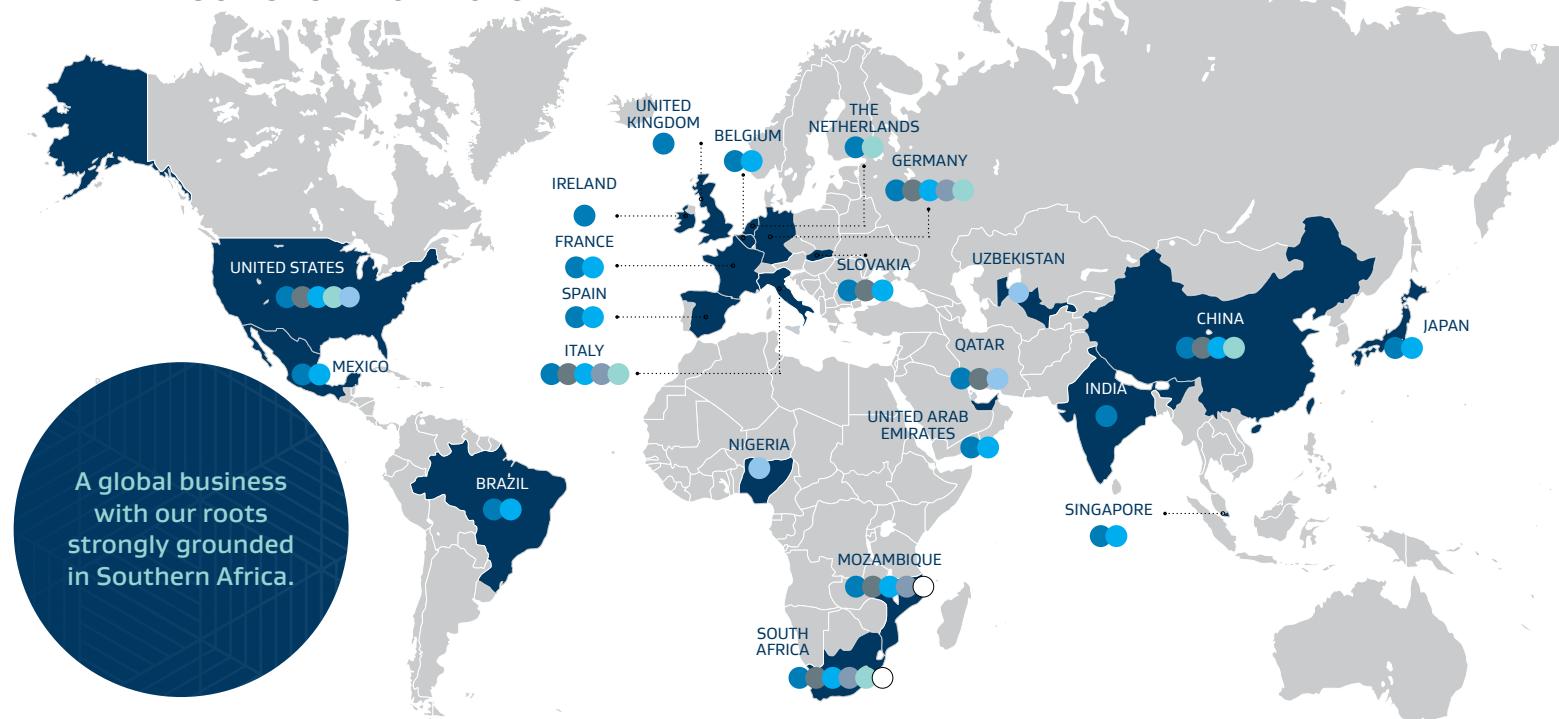 UNITED
KINGDOM
BELGIUM
THE
NETHERLANDS
GERMANY
IRELAND
FRANCE
SPAIN
ITALY
SLOVAKIA
UZBEKISTAN
UNITED STATES
MEXICO
CHINA
JAPAN
QATAR
INDIA
UNITED ARAB
EMIRATES
NIGERIA
BRAZIL
SINGAPORE
MOZAMBIQUE
SOUTH
AFRICA
A global business
with our roots
strongly grounded
in Southern Africa.